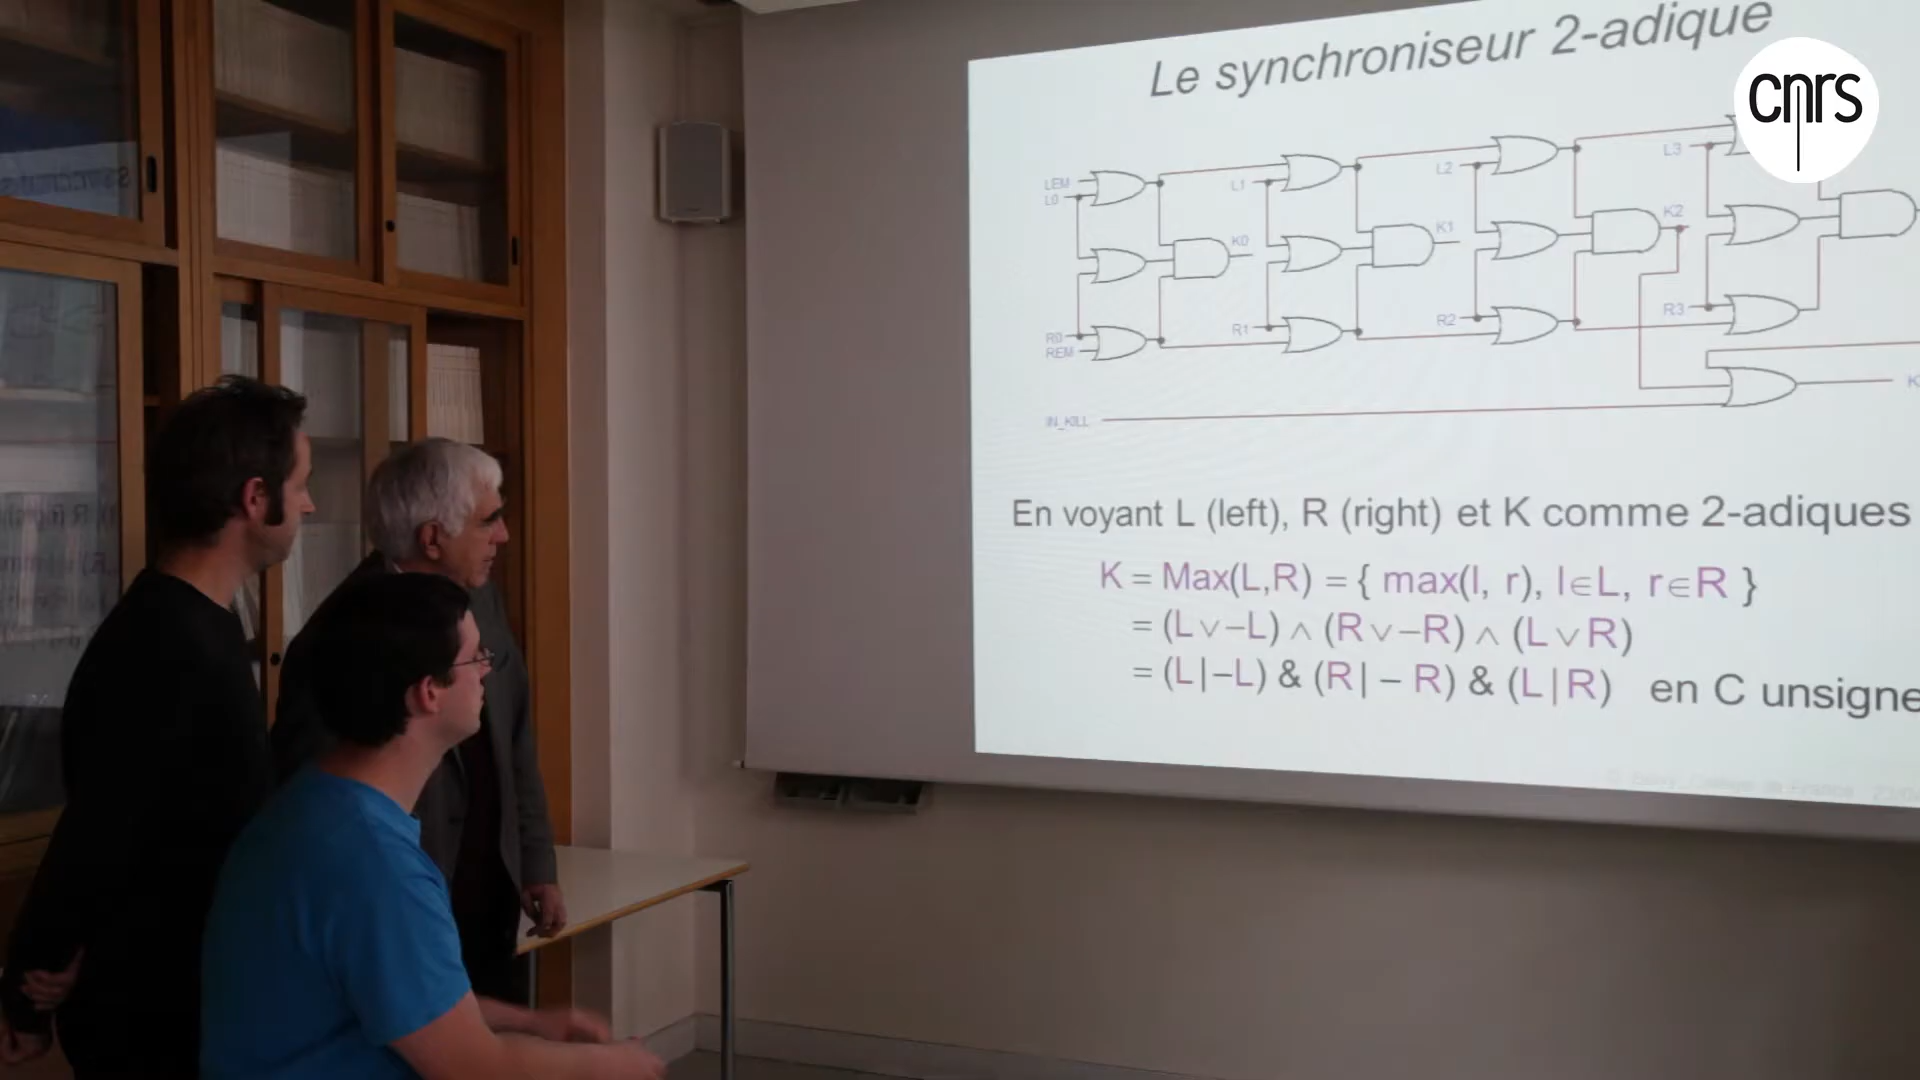 Le synchroniseur 2-adique
cnrs
LEM
L0
L1
L2
L3
K0
K1
K2
R0
REM
R1
R2
R3
IN_KILL
En voyant L (left), R (right) et K comme 2-adiques
K = Max(L,R) = { max(l, r), l∈L, r∈R }
= (L∨−L) ∧ (R∨−R) ∧ (L∨R)
= (L|−L) & (R|−R) & (L|R) en C unsigne